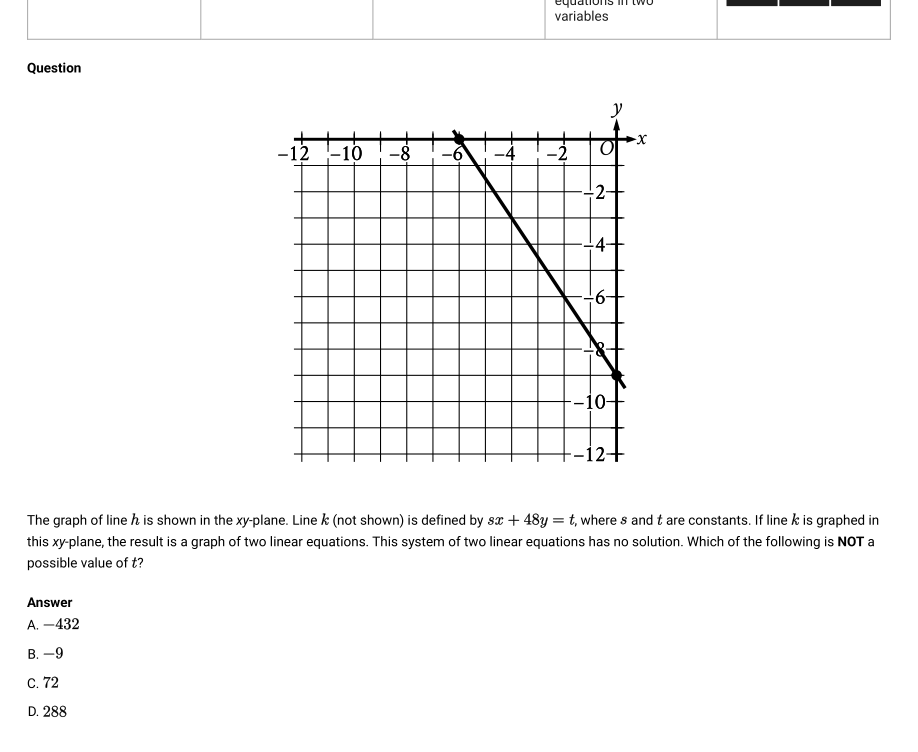 equations in two
variables
Question
y
x
−12 −10 −8 −6 −4 −2 O
−2
−4
−6
−8
−10
−12
The graph of line h is shown in the xy-plane. Line k (not shown) is defined by sx + 48y = t, where s and t are constants. If line k is graphed in
this xy-plane, the result is a graph of two linear equations. This system of two linear equations has no solution. Which of the following is NOT a
possible value of t?
Answer
A. −432
B. −9
C. 72
D. 288